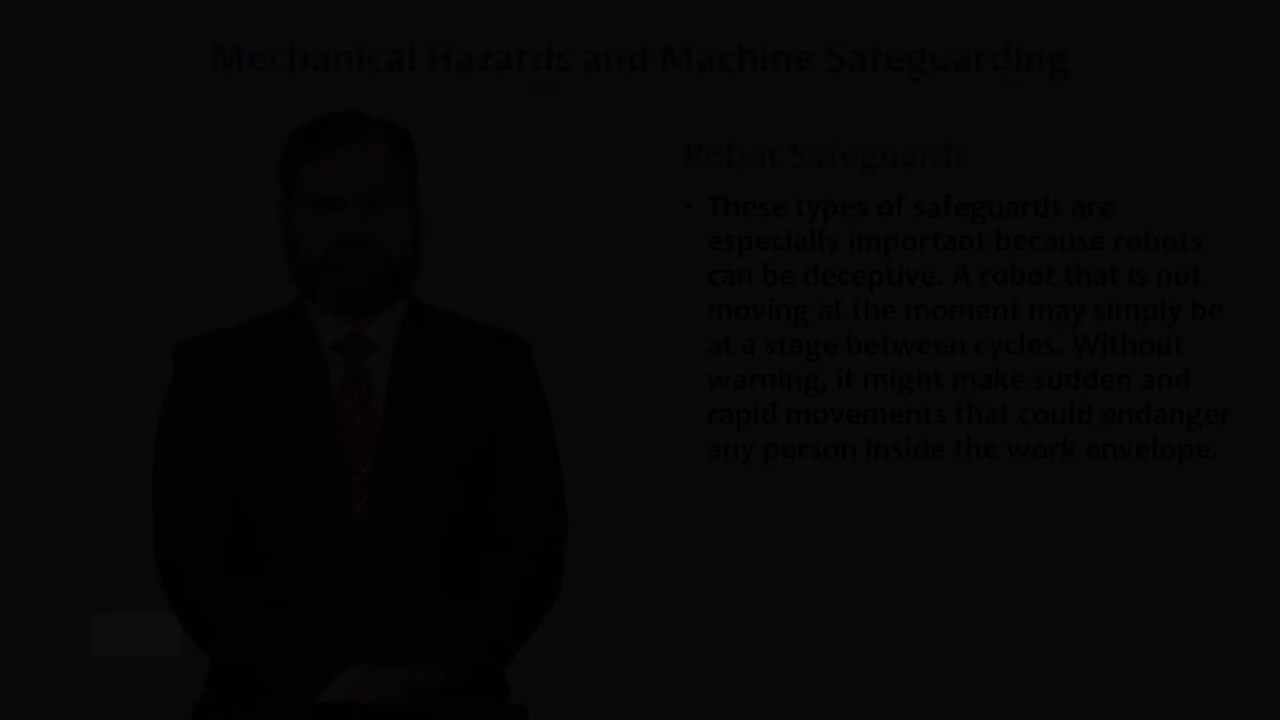 Mechanical Hazards and Machine Safeguarding
Robot Safeguards
• These types of safeguards are
especially important because robots
can be deceptive. A robot that is not
moving at the moment may simply be
at a stage between cycles. Without
warning, it might make sudden and
rapid movements that could endanger
any person inside the work envelope.